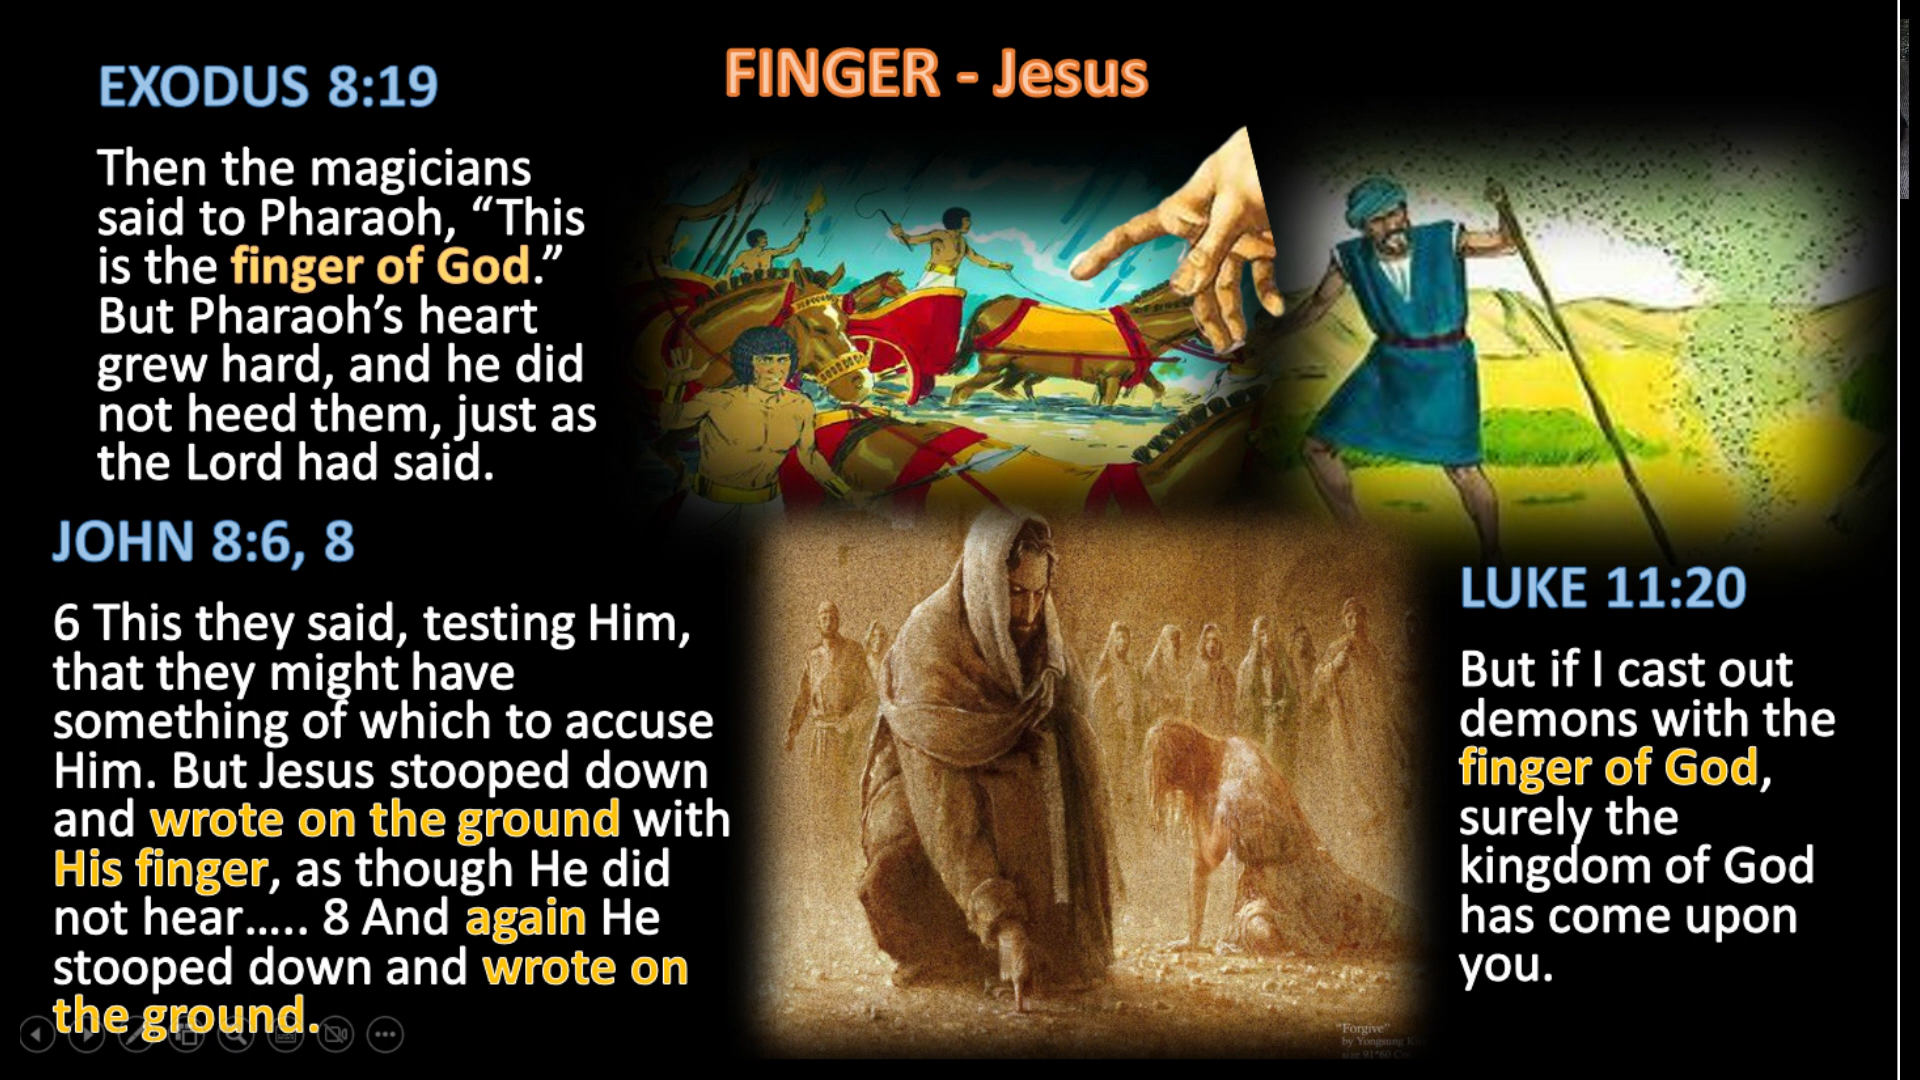 FINGER - Jesus
EXODUS 8:19
Then the magicians
said to Pharaoh, “This
is the finger of God.”
But Pharaoh’s heart
grew hard, and he did
not heed them, just as
the Lord had said.
JOHN 8:6, 8
6 This they said, testing Him,
that they might have
something of which to accuse
Him. But Jesus stooped down
and wrote on the ground with
His finger, as though He did
not hear….. 8 And again He
stooped down and wrote on
the ground.
LUKE 11:20
But if I cast out
demons with the
finger of God,
surely the
kingdom of God
has come upon
you.
"Forgive"
by Yongsung